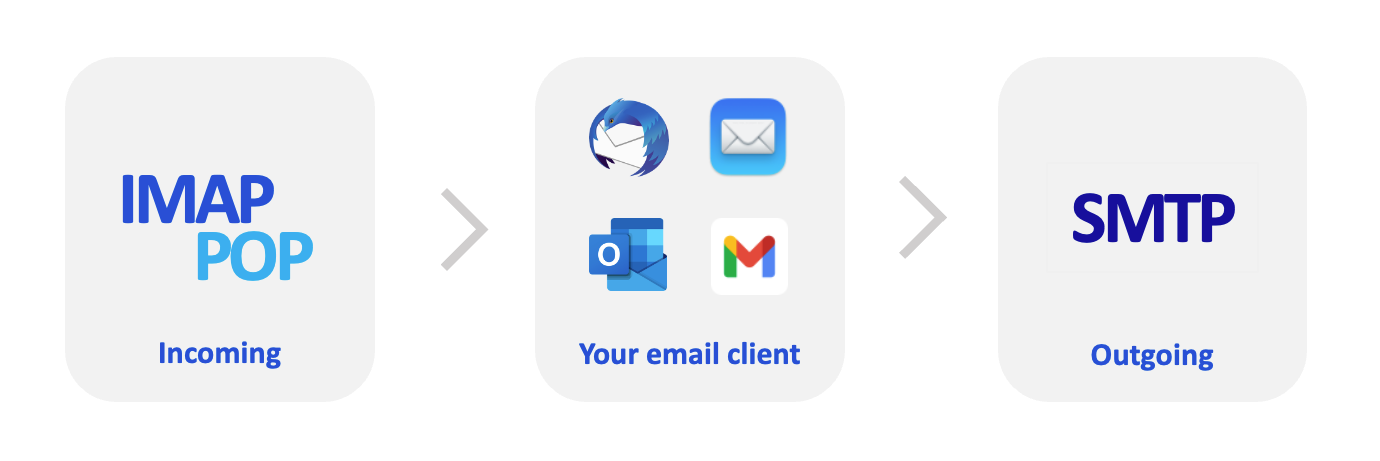 IMAP
POP
Incoming
O
Your email client
SMTP
Outgoing